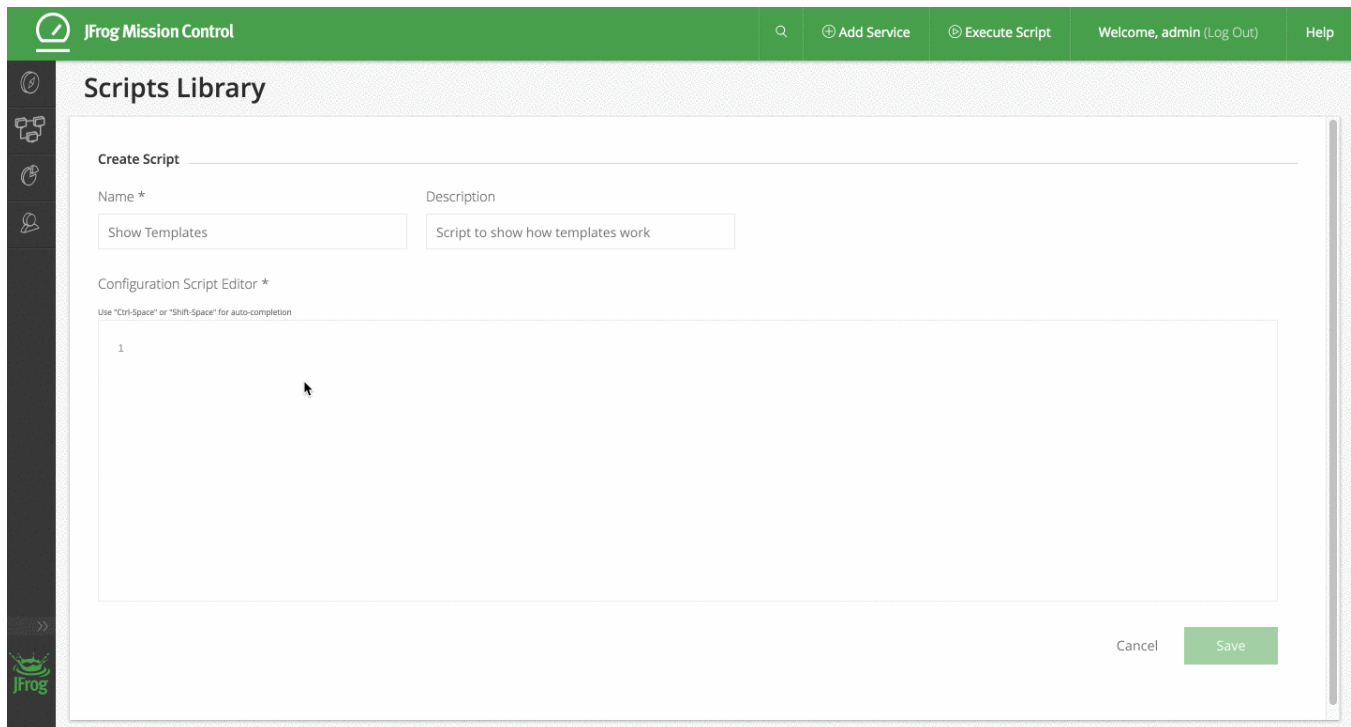 JFrog Mission Control
Add Service
Execute Script
Welcome, admin (Log Out)
Help
Scripts Library
Create Script
Name *
Description
Show Templates
Script to show how templates work
Configuration Script Editor *
Use "Ctrl-Space" or "Shift-Space" for auto-completion
1
Cancel
Save
JFrog